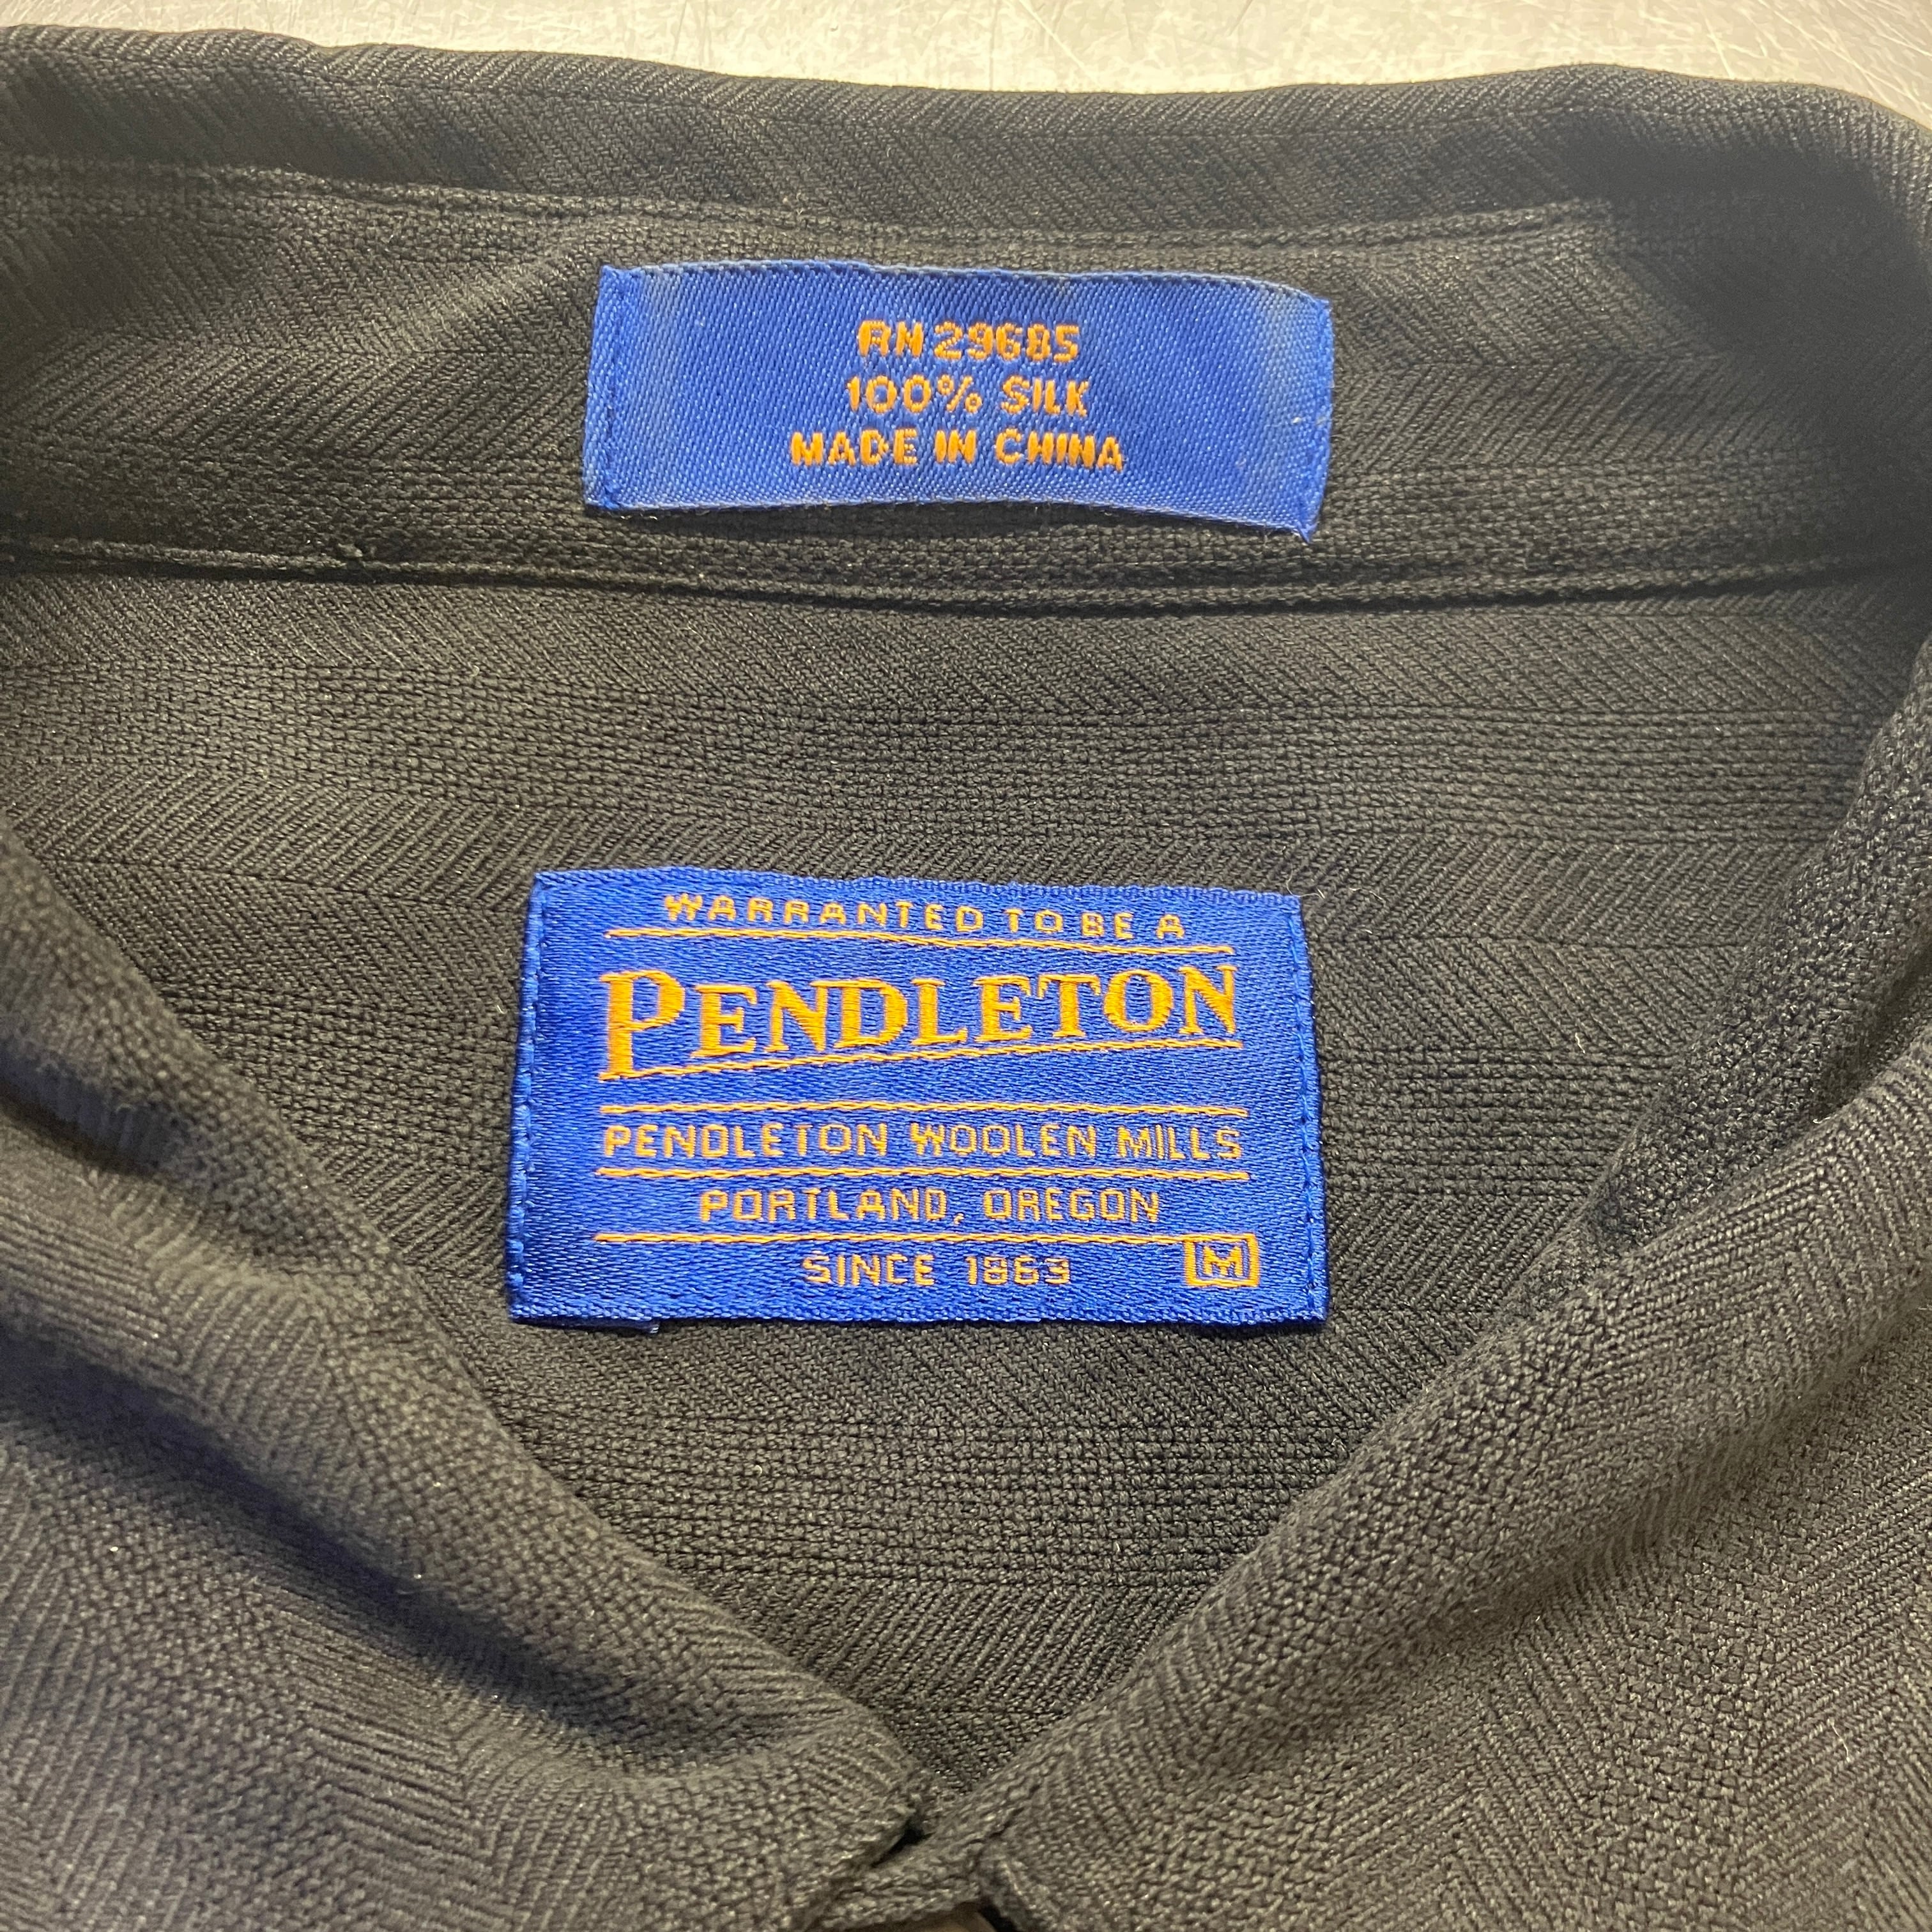 RN 29685
100% SILK
MADE IN CHINA
WARRANTED TO BE A
PENDLETON
PENDLETON WOOLEN MILLS
PORTLAND, OREGON
SINCE 1863
M